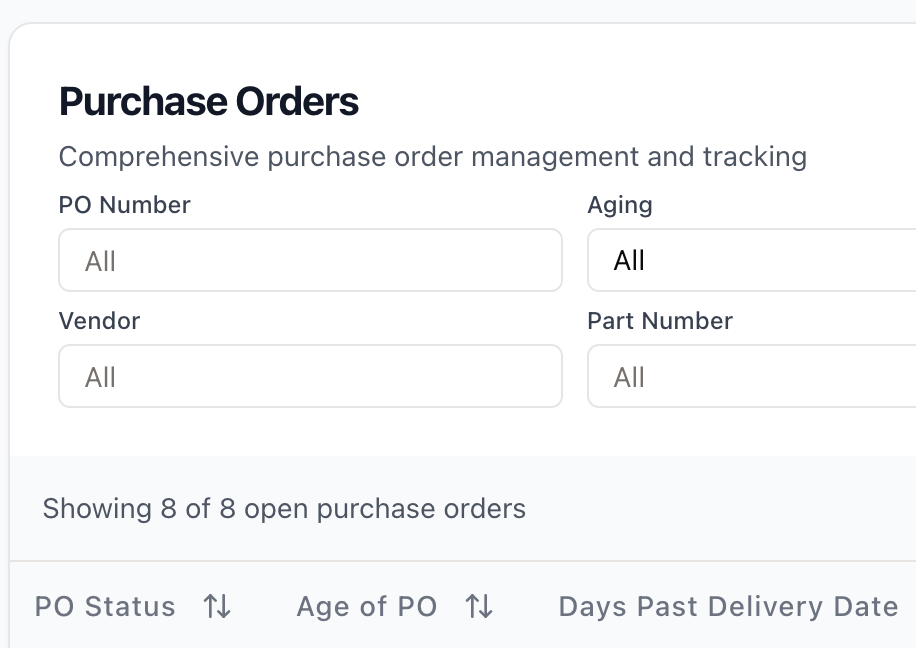 Purchase Orders
Comprehensive purchase order management and tracking
PO Number
Aging
All
All
Vendor
Part Number
All
All
Showing 8 of 8 open purchase orders
PO Status
Age of PO
Days Past Delivery Date